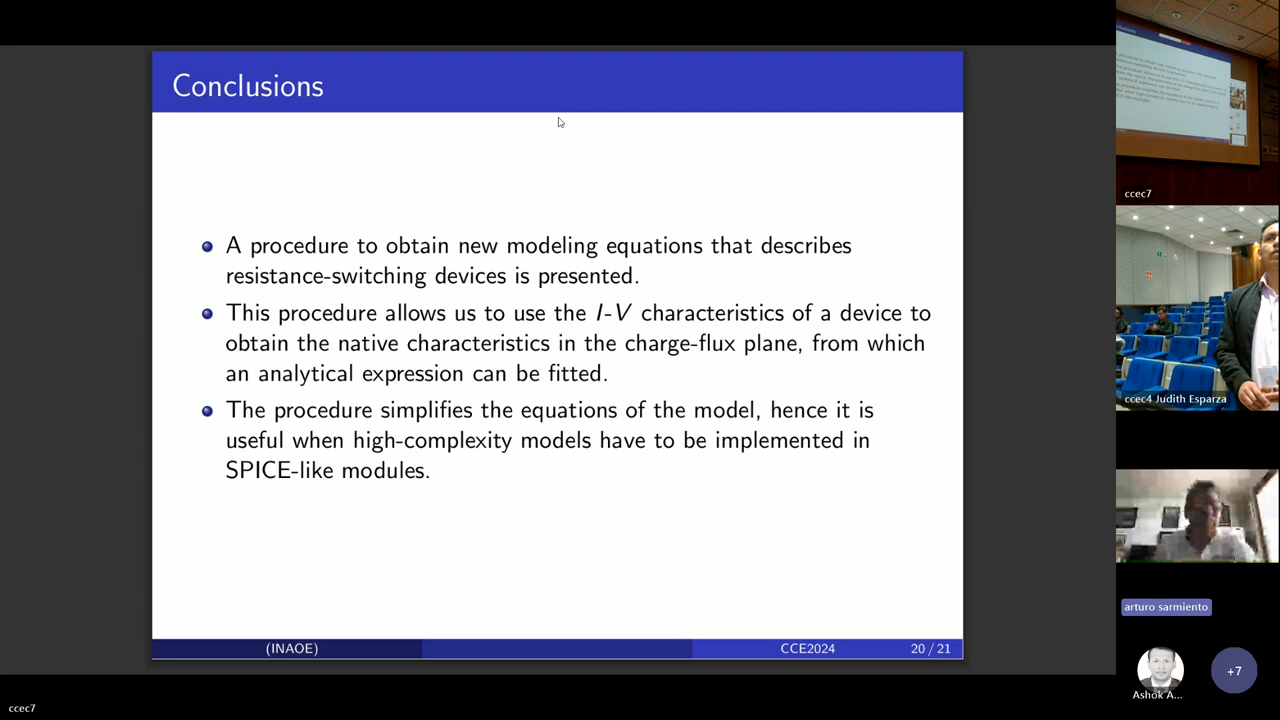 Conclusions
A procedure to obtain new modeling equations that describes
resistance-switching devices is presented.
This procedure allows us to use the I-V characteristics of a device to
obtain the native characteristics in the charge-flux plane, from which
an analytical expression can be fitted.
The procedure simplifies the equations of the model, hence it is
useful when high-complexity models have to be implemented in
SPICE-like modules.
(INAOE)
CCE2024
20 / 21
ccec7
ccec4 Judith Esparza
arturo sarmiento
Ashok A...
+7
ccec7